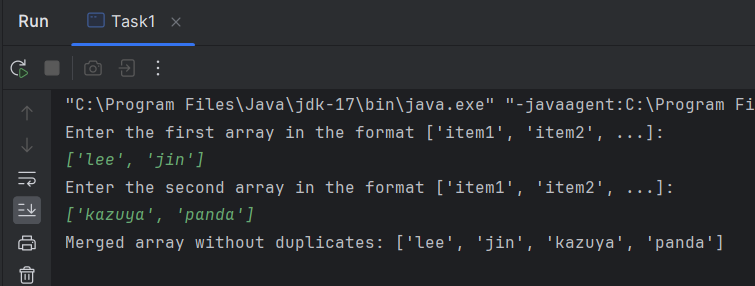 Run
Task1
"C:\Program Files\Java\jdk-17\bin\java.exe" "-javaagent:C:\Program Fi
Enter the first array in the format ['item1', 'item2', ...]:
['lee', 'jin']
Enter the second array in the format ['item1', 'item2', ...]:
['kazuya', 'panda']
Merged array without duplicates: ['lee', 'jin', 'kazuya', 'panda']